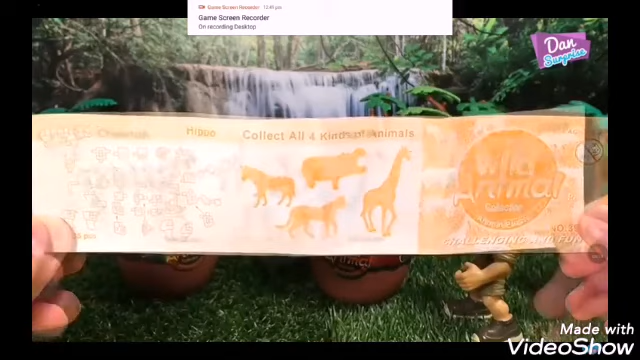 Game Screen Recorder 12:49 pm
Game Screen Recorder
On recording Desktop
Dan
Surprise
Cheetah
Hippo
Collect All 4 Kinds of Animals
Wild
Animal
CHALLENGING AND FUN
Made with
VideoShow